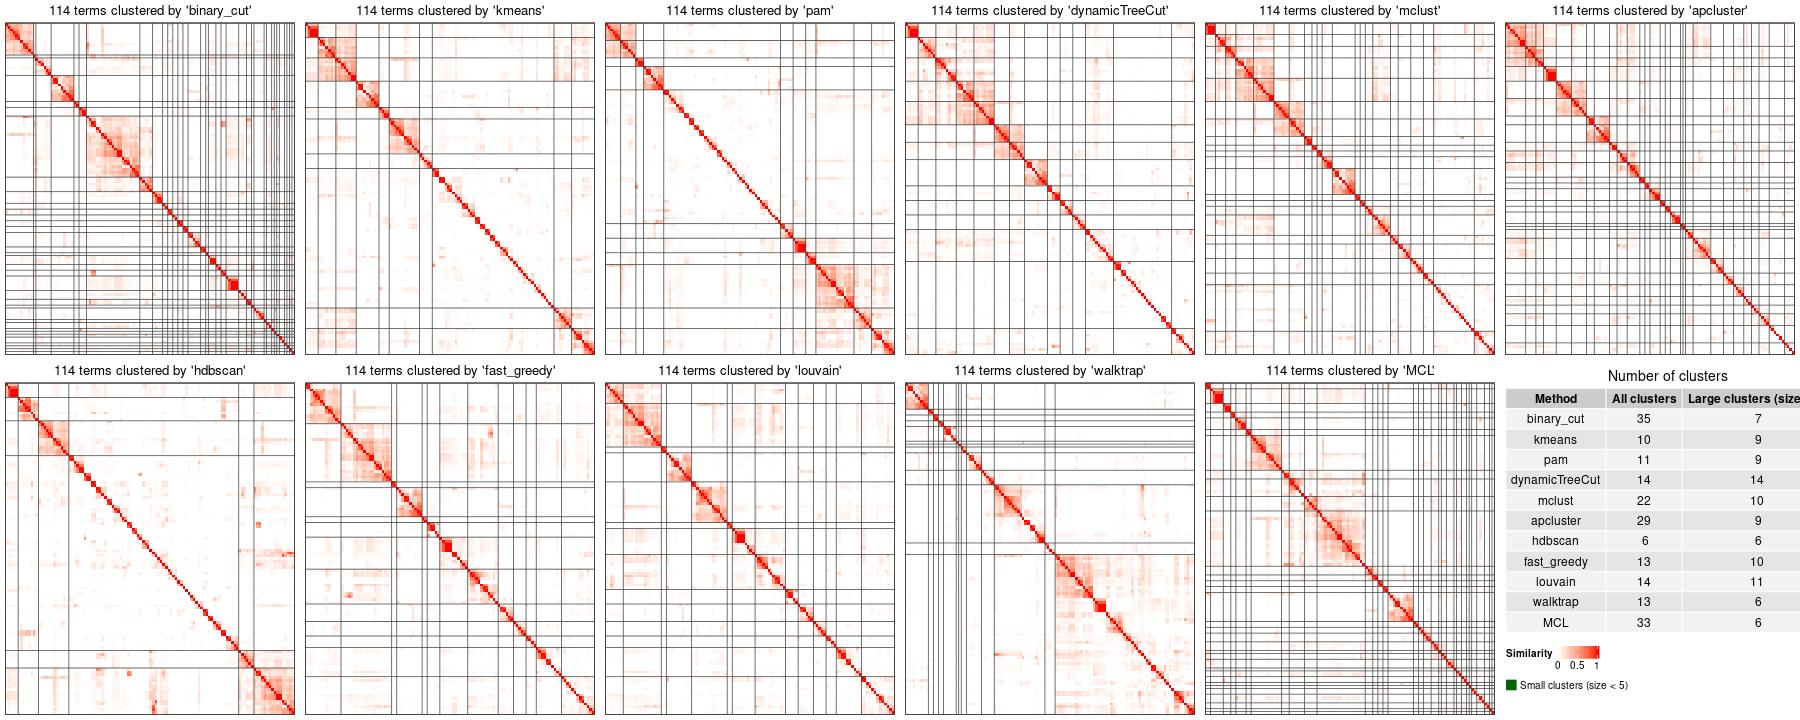 114 terms clustered by 'binary_cut'
114 terms clustered by 'kmeans'
114 terms clustered by 'pam'
114 terms clustered by 'dynamicTreeCut'
114 terms clustered by 'mclust'
114 terms clustered by 'apcluster'
114 terms clustered by 'hdbscan'
114 terms clustered by 'fast_greedy'
114 terms clustered by 'louvain'
114 terms clustered by 'walktrap'
114 terms clustered by 'MCL'
Number of clusters
Method All clusters Large clusters (size
binary_cut 35 7
kmeans 10 9
pam 11 9
dynamicTreeCut 14 14
mclust 22 10
apcluster 29 9
hdbscan 6 6
fast_greedy 13 10
louvain 14 11
walktrap 13 6
MCL 33 6
Similarity
0 0.5 1
Small clusters (size < 5)